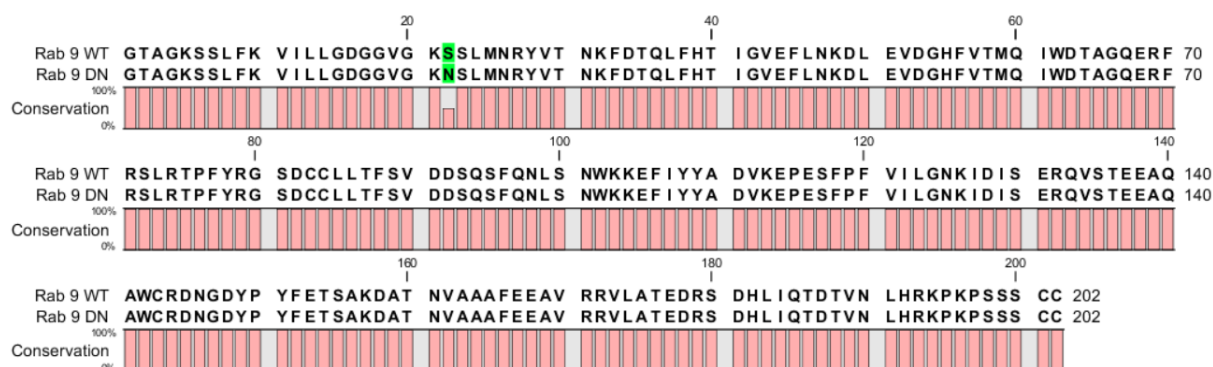 20 40 60
Rab 9 WT GTAGKSSLFK VILLGDGGVG KSSLMNRYVT NKFDTQLFHT IGVEFLNKDL EVDGHFVTMQ IWDTAGQERF 70
Rab 9 DN GTAGKSSLFK VILLGDGGVG KNSLMNRYVT NKFDTQLFHT IGVEFLNKDL EVDGHFVTMQ IWDTAGQERF 70
100%
Conservation
0%
80 100 120 140
Rab 9 WT RSLRTPFYRG SDCCLLTFSV DDSQSFQNLS NWKKEFIYYA DVKEPESFPF VILGNKIDIS ERQVSTEEAQ 140
Rab 9 DN RSLRTPFYRG SDCCLLTFSV DDSQSFQNLS NWKKEFIYYA DVKEPESFPF VILGNKIDIS ERQVSTEEAQ 140
100%
Conservation
0%
160 180 200
Rab 9 WT AWCRDNGDYP YFETSAKDAT NVAAAFEEAV RRVLATEDRS DHLIQTDTVN LHRKPKPSSS CC 202
Rab 9 DN AWCRDNGDYP YFETSAKDAT NVAAAFEEAV RRVLATEDRS DHLIQTDTVN LHRKPKPSSS CC 202
100%
Conservation
0%